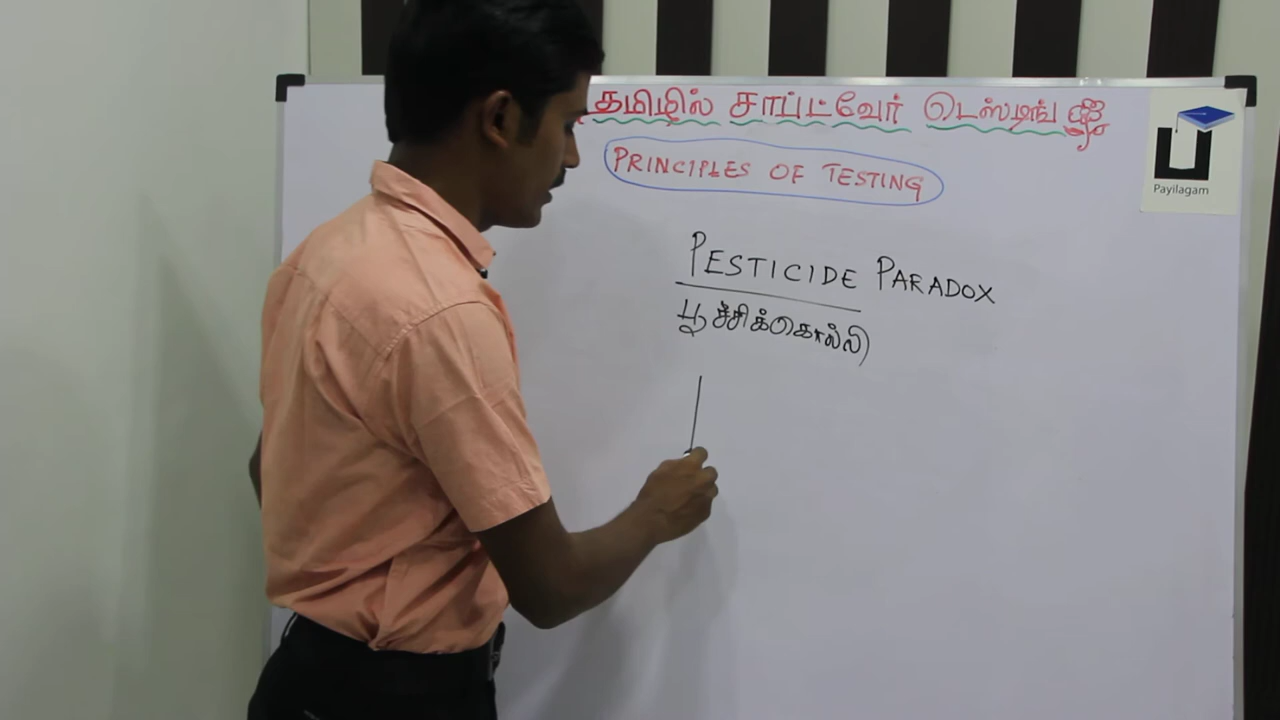 தமிழில் சாப்ட்வேர் டெஸ்டிங்
PRINCIPLES OF TESTING
Payilagam
PESTICIDE PARADOX
பூச்சிக்கொல்லி